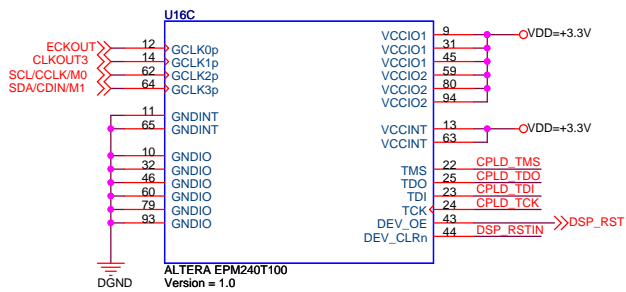 U16C
ECKOUT 12 GCLK0p VCCIO1 9 VDD=+3.3V
CLKOUT3 14 GCLK1p VCCIO1 31
SCL/CCLK/M0 62 GCLK2p VCCIO1 45
SDA/CDIN/M1 64 GCLK3p VCCIO2 59
VCCIO2 80
VCCIO2 94
11 GNDINT
65 GNDINT VCCINT 13 VDD=+3.3V
VCCINT 63
10 GNDIO
32 GNDIO TMS 22 CPLD_TMS
46 GNDIO TDO 25 CPLD_TDO
60 GNDIO TDI 23 CPLD_TDI
79 GNDIO TCK 24 CPLD_TCK
93 GNDIO DEV_OE 43 DSP_RST
DEV_CLRn 44 DSP_RSTIN
DGND
ALTERA EPM240T100
Version = 1.0